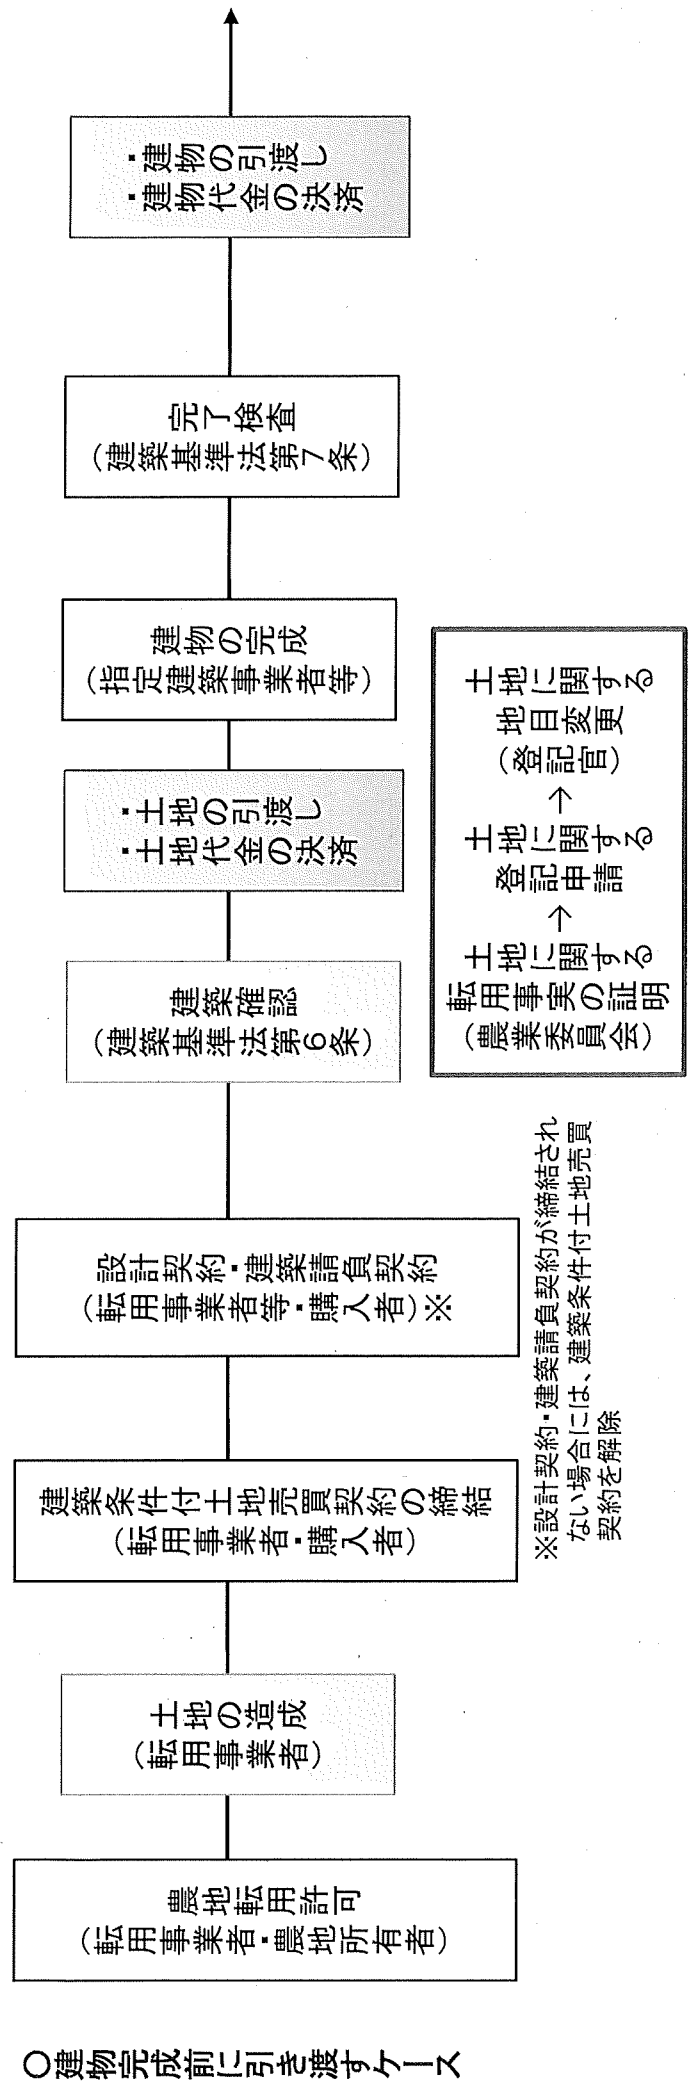 ○建物完成前に引き渡すケース
農地転用許可
（転用事業者・農地所有者）
土地の造成
（転用事業者）
建築条件付土地売買契約の締結
（転用事業者・購入者）
設計契約・建築請負契約
（転用事業者等・購入者）※
※設計契約・建築請負契約が締結され
ない場合には、建築条件付土地売買
契約を解除
建築確認
（建築基準法第6条）
・土地の引渡し
・土地代金の決済
土地に関する
転用事実の証明
（農業委員会）
→
土地に関する
登記申請
→
土地に関する
地目変更
（登記官）
建物の完成
（指定建築事業者等）
完了検査
（建築基準法第7条）
・建物の引渡し
・建物代金の決済